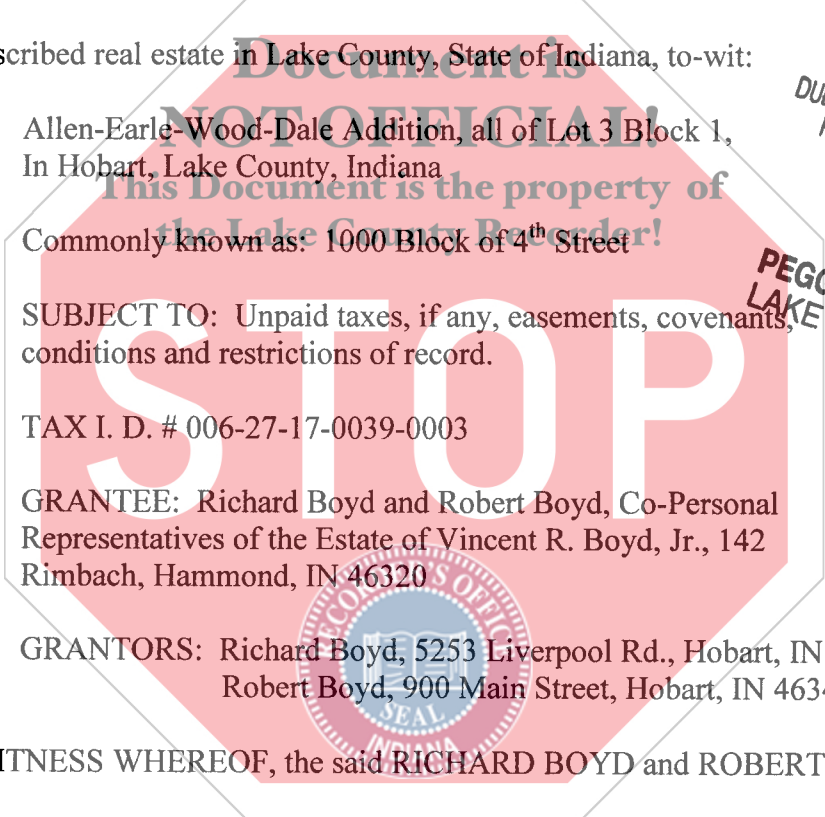 Document is
scribed real estate in Lake County, State of Indiana, to-wit:
NOT OFFICIAL!
Allen-Earle-Wood-Dale Addition, all of Lot 3 Block 1,
In Hobart, Lake County, Indiana
This Document is the property of
the Lake County Recorder!
Commonly known as: 1000 Block of 4th Street
PEGG
LAKE
SUBJECT TO: Unpaid taxes, if any, easements, covenants,
conditions and restrictions of record.
STOP
TAX I. D. # 006-27-17-0039-0003
GRANTEE: Richard Boyd and Robert Boyd, Co-Personal
Representatives of the Estate of Vincent R. Boyd, Jr., 142
Rimbach, Hammond, IN 46320
RECORDER'S OFFICE
GRANTORS: Richard Boyd, 5253 Liverpool Rd., Hobart, IN
Robert Boyd, 900 Main Street, Hobart, IN 4634
SEAL
INDIANA
ITNESS WHEREOF, the said RICHARD BOYD and ROBERT